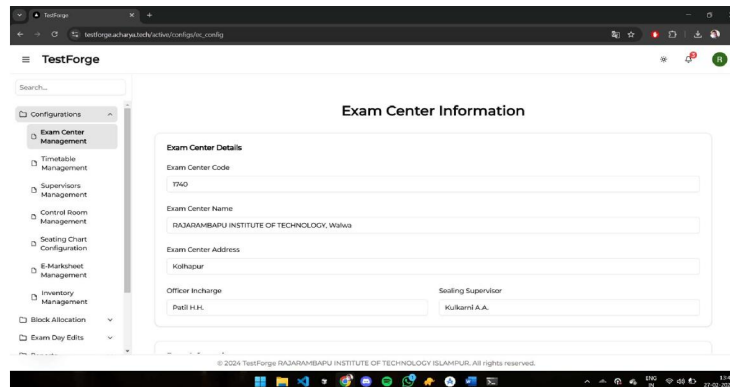 TestForge
testforge.acharya.tech/active/configs/ec_config
TestForge
3
R
Search...
Configurations
Exam Center
Management
Timetable
Management
Supervisors
Management
Control Room
Management
Seating Chart
Configuration
E-Marksheet
Management
Inventory
Management
Block Allocation
Exam Day Edits
Exam Center Information
Exam Center Details
Exam Center Code
1740
Exam Center Name
RAJARAMBAPU INSTITUTE OF TECHNOLOGY, Walwa
Exam Center Address
Kolhapur
Officer Incharge
Sealing Supervisor
Patil H.H.
Kulkarni A.A.
© 2024 TestForge RAJARAMBAPU INSTITUTE OF TECHNOLOGY ISLAMPUR. All rights reserved.
ENG
IN